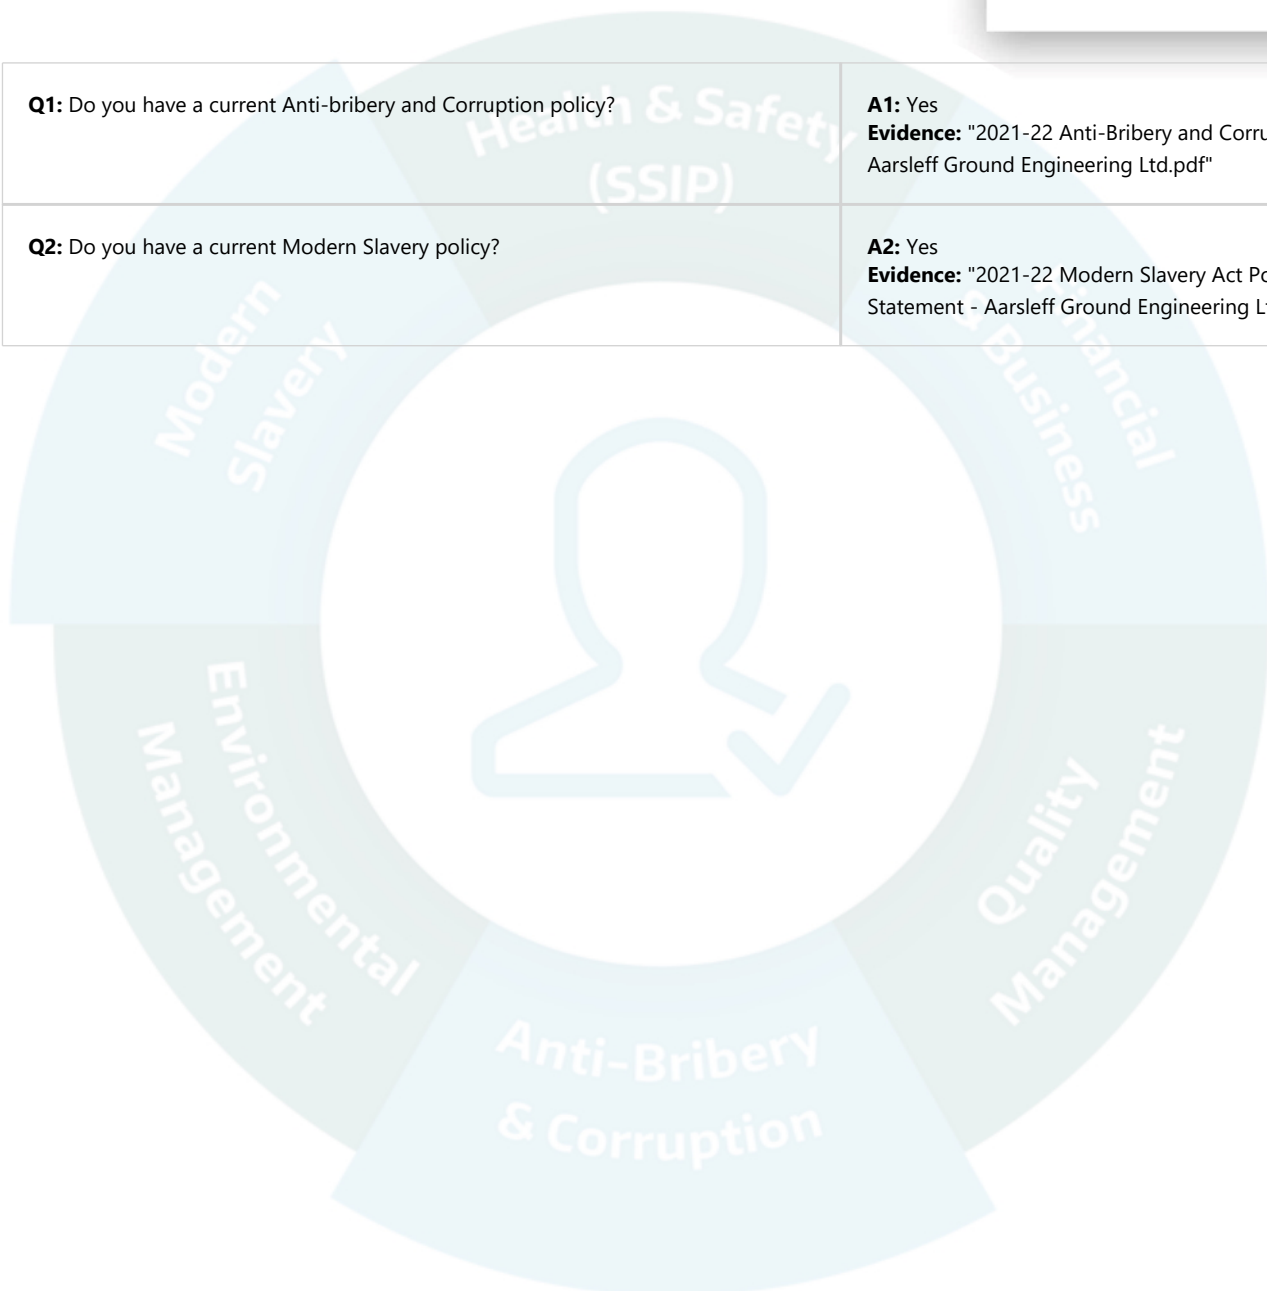 Q1: Do you have a current Anti-bribery and Corruption policy?
A1: Yes
Evidence: "2021-22 Anti-Bribery and
Aarsleff Ground Engineering Ltd.pdf"
Q2: Do you have a current Modern Slavery policy?
A2: Yes
Evidence: "2021-22 Modern Slavery Act
Statement - Aarsleff Ground Engineering
Health & Safety
(SSIP)
Financial
& Business
Quality
Management
Anti-Bribery
& Corruption
Environmental
Management
Modern
Slavery